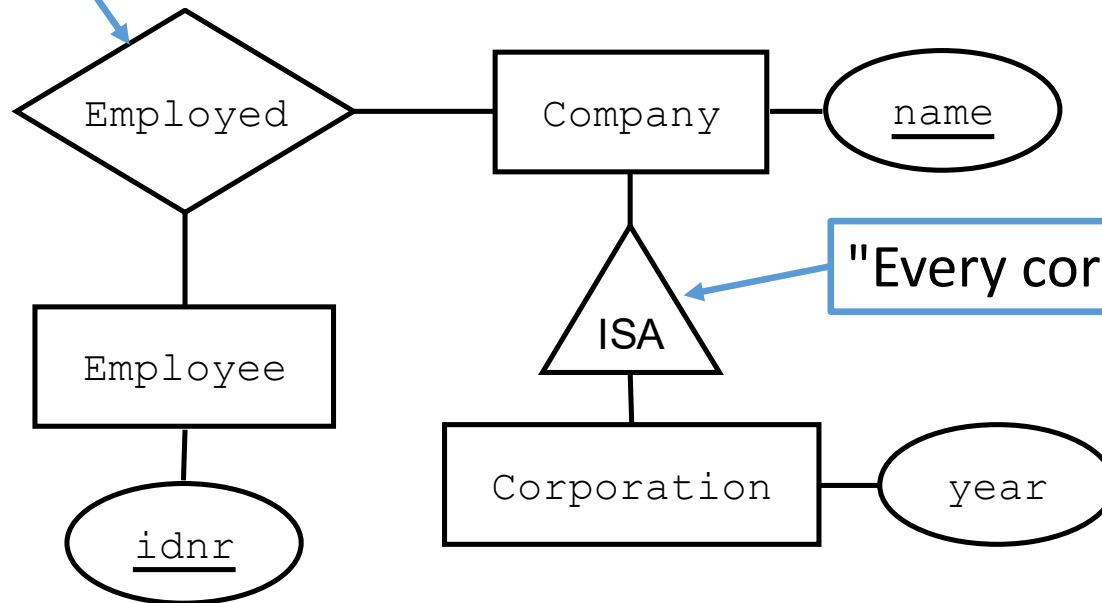 Employed
Company
name
"Every cor
ISA
Employee
Corporation
year
idnr